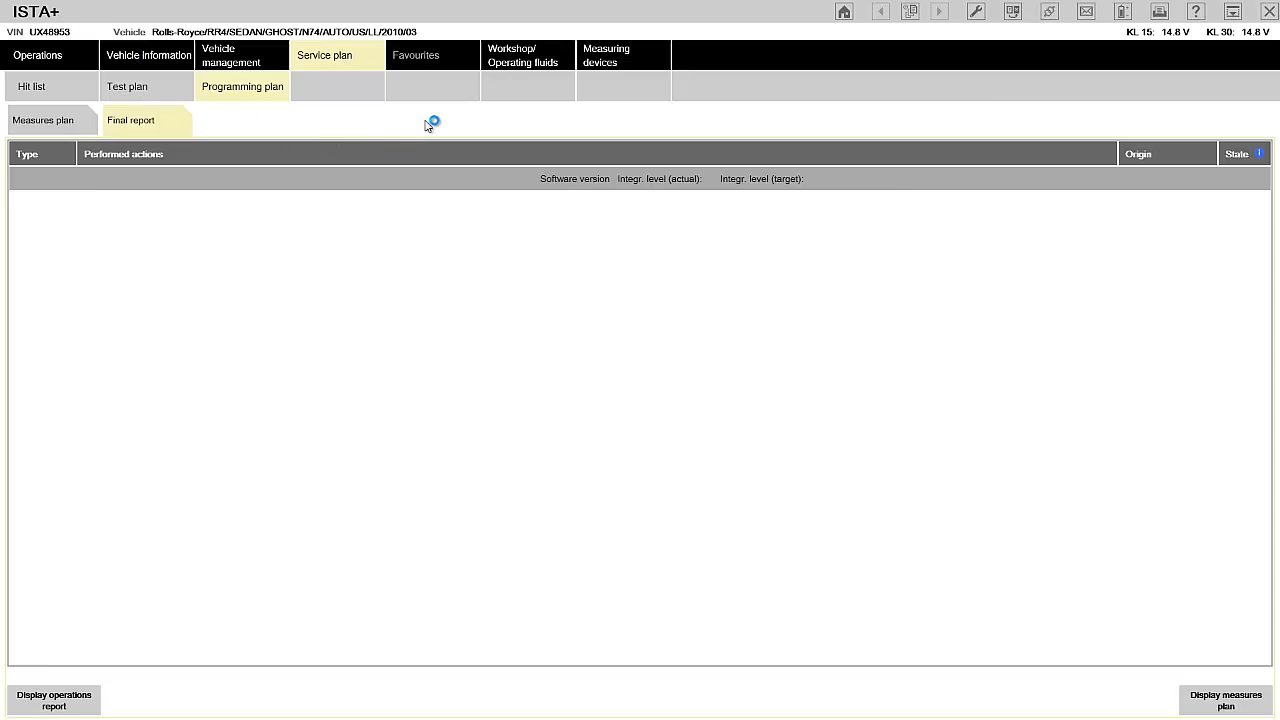 ISTA+
VIN UX48953 Vehicle Rolls-Royce/RR4/SEDAN/GHOST/N74/AUTO/US/LL/2010/03 KL 15: 14.8 V KL 30: 14.8 V
Operations
Vehicle Information
Vehicle
management
Service plan
Favourites
Workshop/
Operating fluids
Measuring
devices
Hit list
Test plan
Programming plan
Measures plan
Final report
Type Performed actions Origin State i
Software version Integr. level (actual): Integr. level (target):
Display operations
report
Display measures
plan